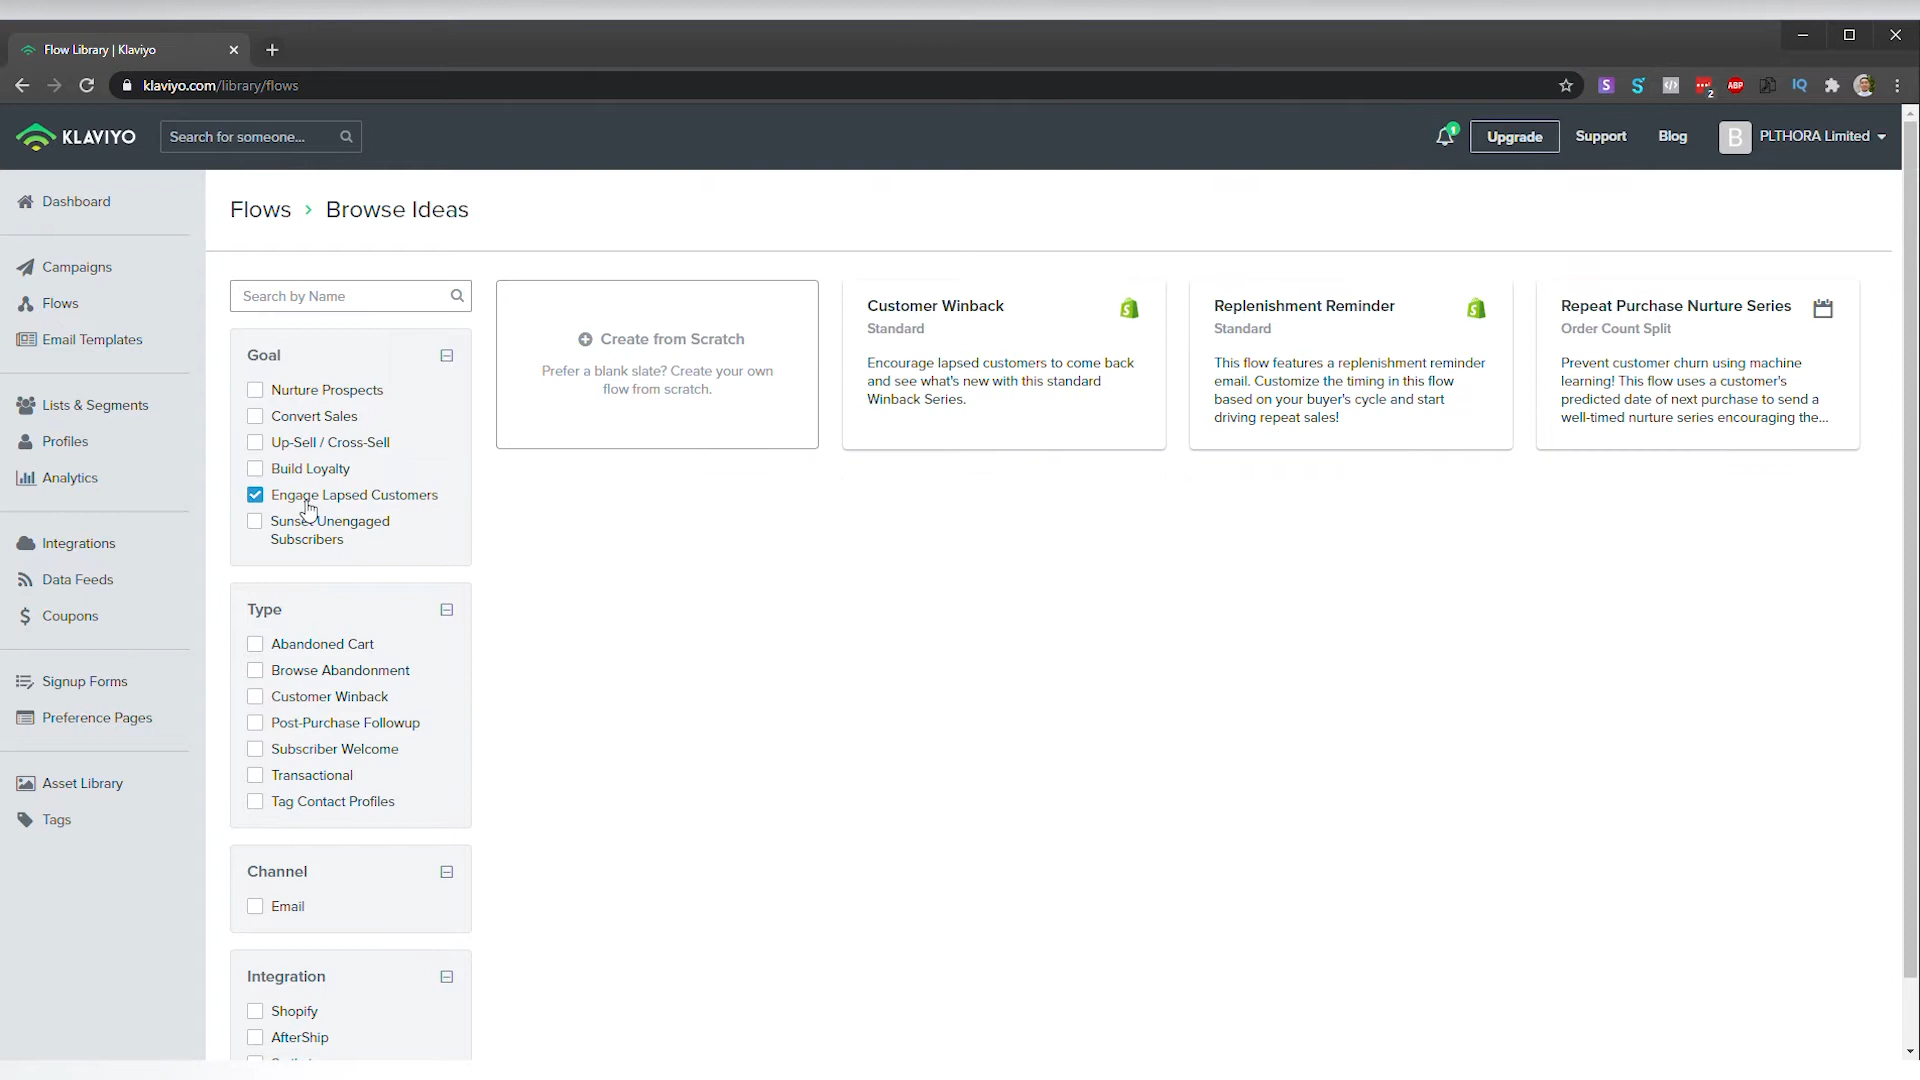 Flow Library | Klaviyo
klaviyo.com/library/flows
S
S
</>
2
ABP
IQ
KLAVIYO
Search for someone...
1
Upgrade
Support
Blog
B
PLTHORA Limited
Dashboard
Campaigns
Flows
Email Templates
Lists & Segments
Profiles
Analytics
Integrations
Data Feeds
Coupons
Signup Forms
Preference Pages
Asset Library
Tags
Flows > Browse Ideas
Search by Name
Goal
Nurture Prospects
Convert Sales
Up-Sell / Cross-Sell
Build Loyalty
Engage Lapsed Customers
Sunset Unengaged
Subscribers
Type
Abandoned Cart
Browse Abandonment
Customer Winback
Post-Purchase Followup
Subscriber Welcome
Transactional
Tag Contact Profiles
Channel
Email
Integration
Shopify
AfterShip
Create from Scratch
Prefer a blank slate? Create your own
flow from scratch.
Customer Winback
Standard
Encourage lapsed customers to come back
and see what's new with this standard
Winback Series.
Replenishment Reminder
Standard
This flow features a replenishment reminder
email. Customize the timing in this flow
based on your buyer's cycle and start
driving repeat sales!
Repeat Purchase Nurture Series
Order Count Split
Prevent customer churn using machine
learning! This flow uses a customer's
predicted date of next purchase to send a
well-timed nurture series encouraging the...